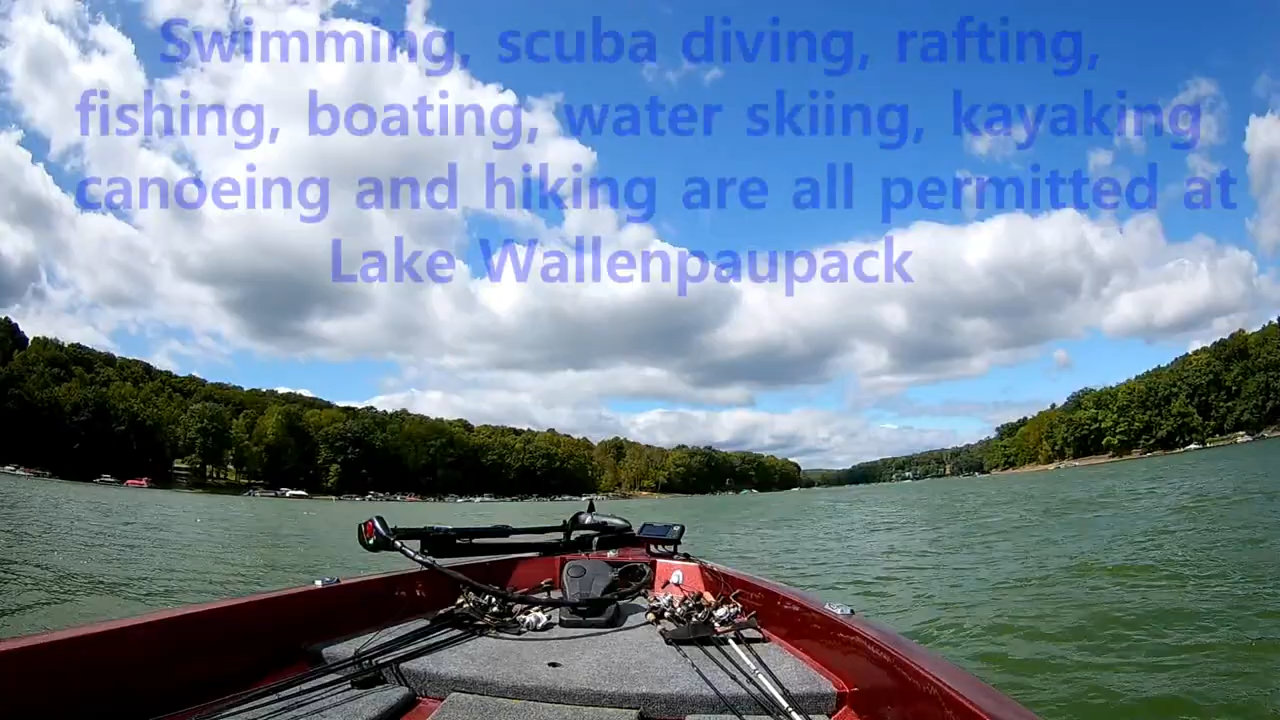 Swimming, scuba diving, rafting,
fishing, boating, water skiing, kayaking
canoeing and hiking are all permitted at
Lake Wallenpaupack